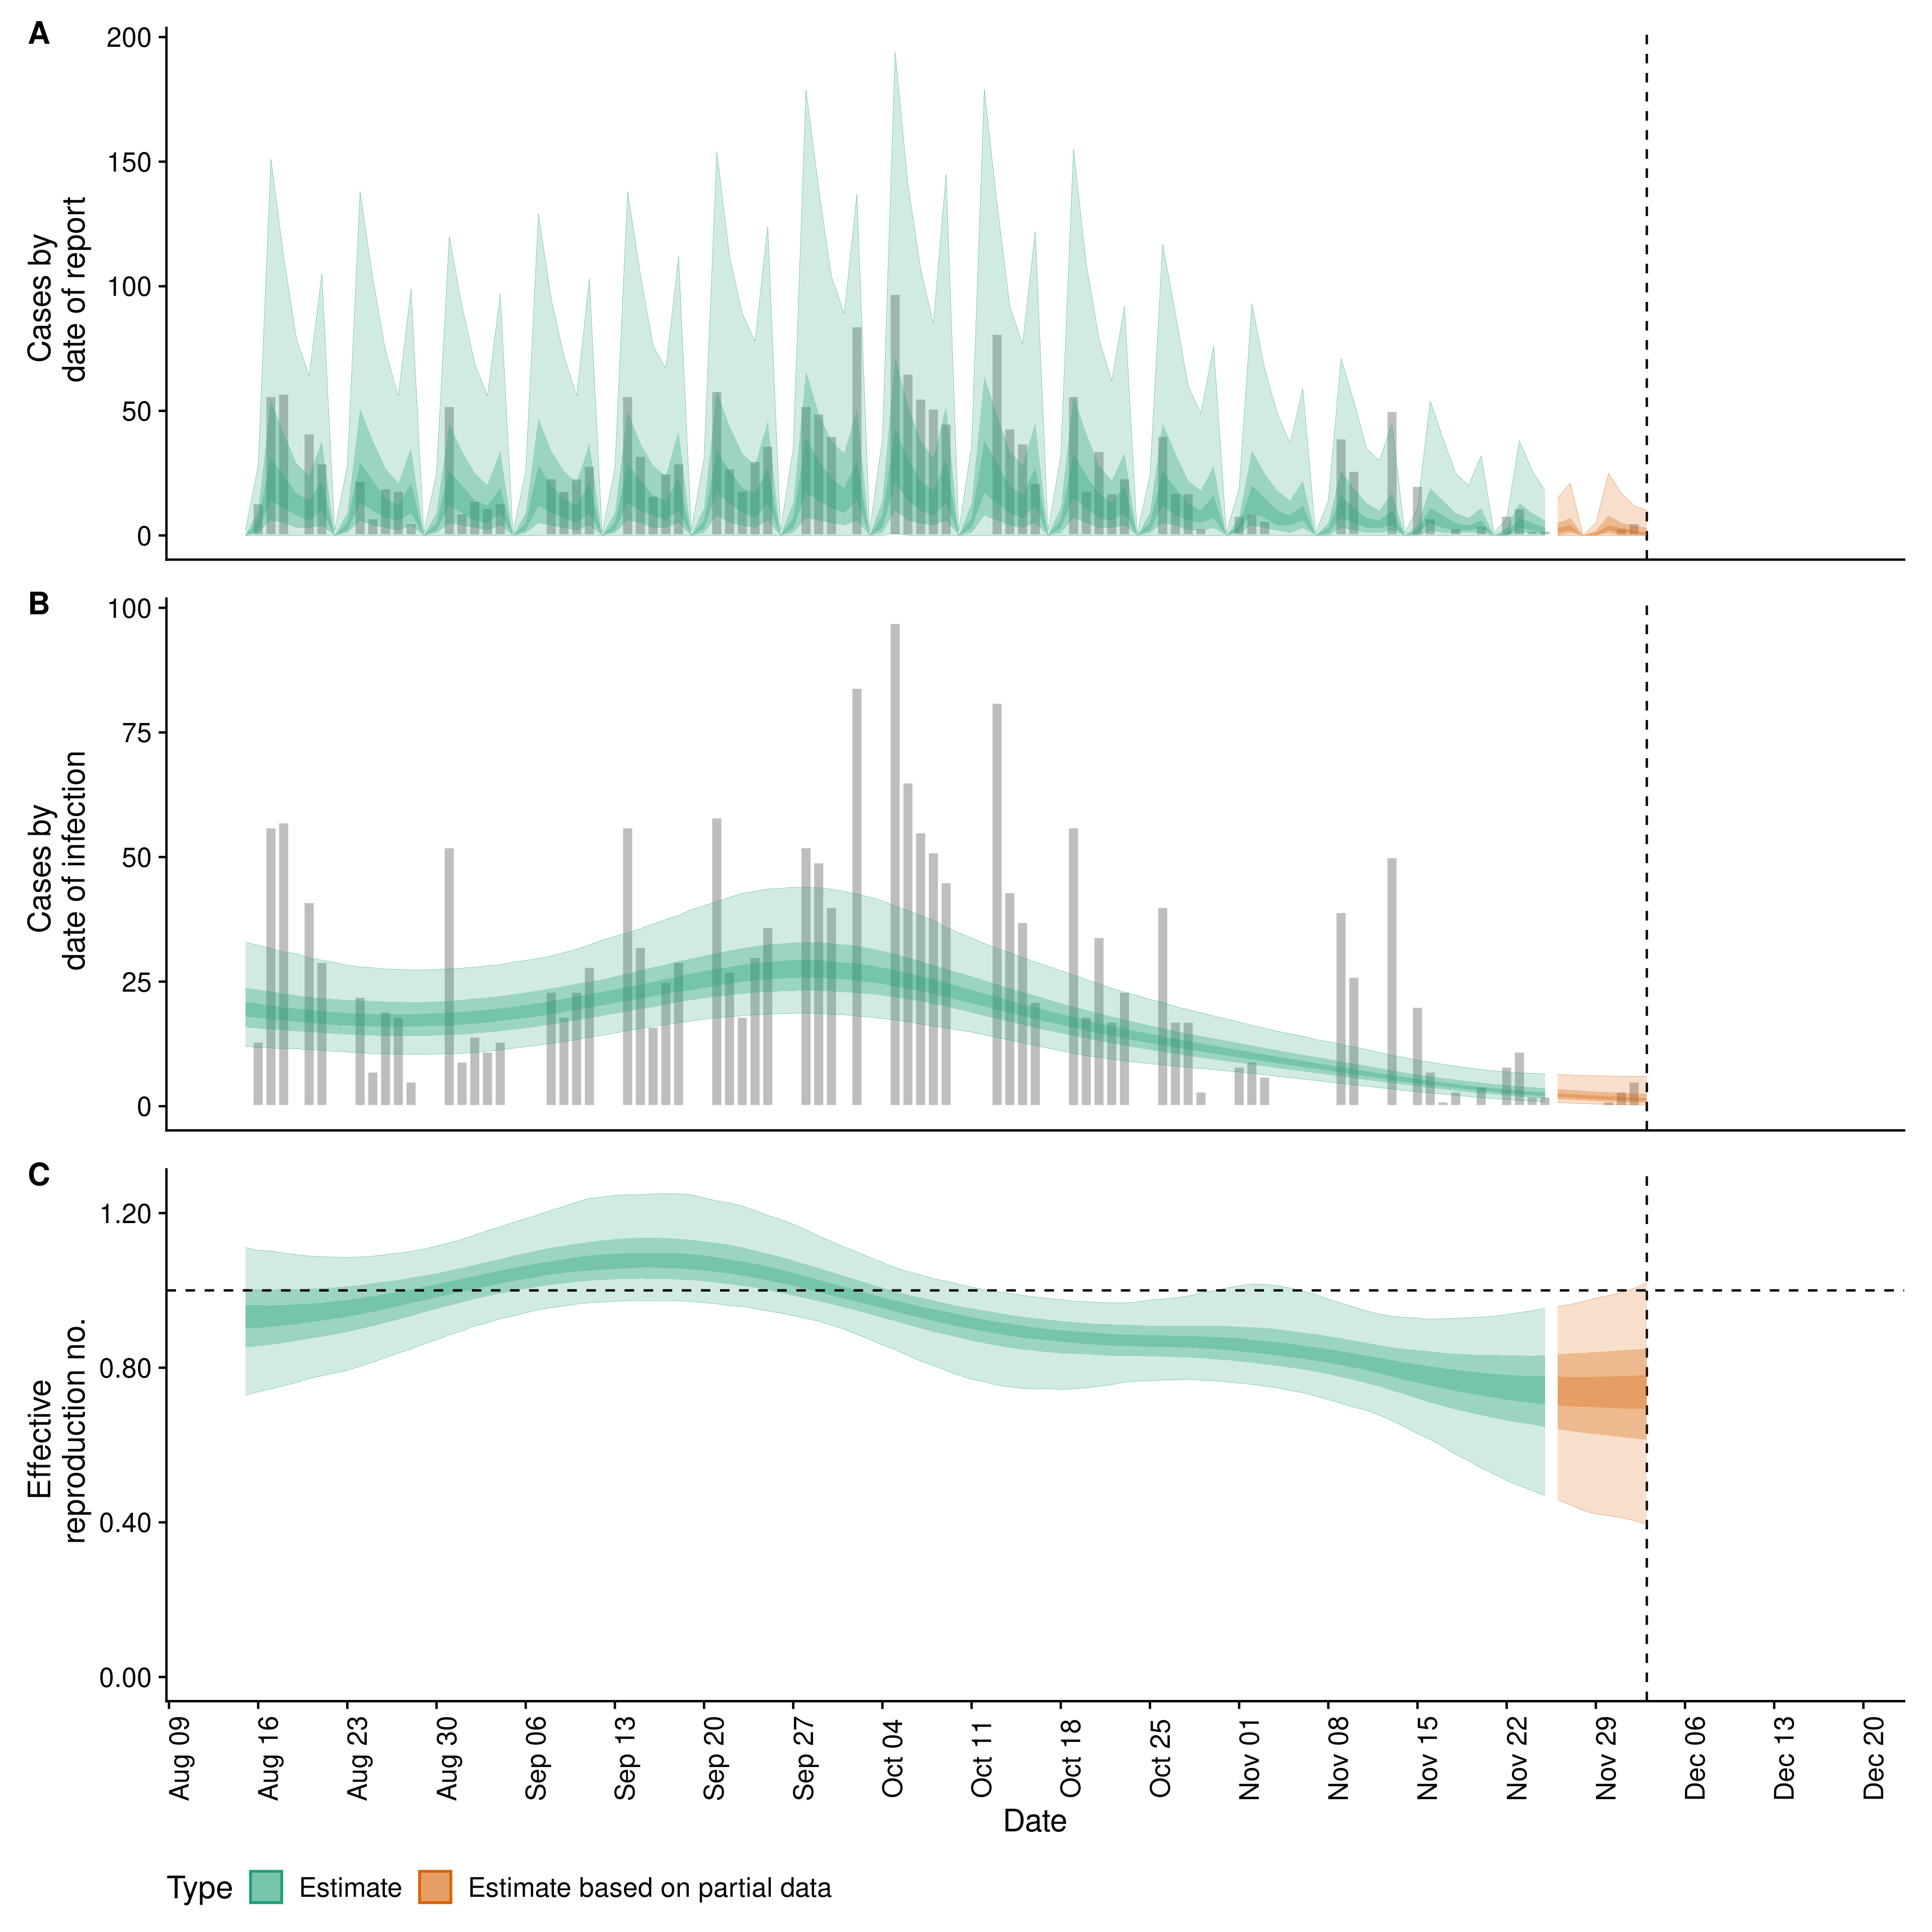 A
200
150
100
50
0
Cases by
date of report
B
100
75
50
25
0
Cases by
date of infection
C
1.20
0.80
0.40
0.00
Effective
reproduction no.
Aug 09
Aug 16
Aug 23
Aug 30
Sep 06
Sep 13
Sep 20
Sep 27
Oct 04
Oct 11
Oct 18
Oct 25
Nov 01
Nov 08
Nov 15
Nov 22
Nov 29
Dec 06
Dec 13
Dec 20
Date
Type Estimate Estimate based on partial data